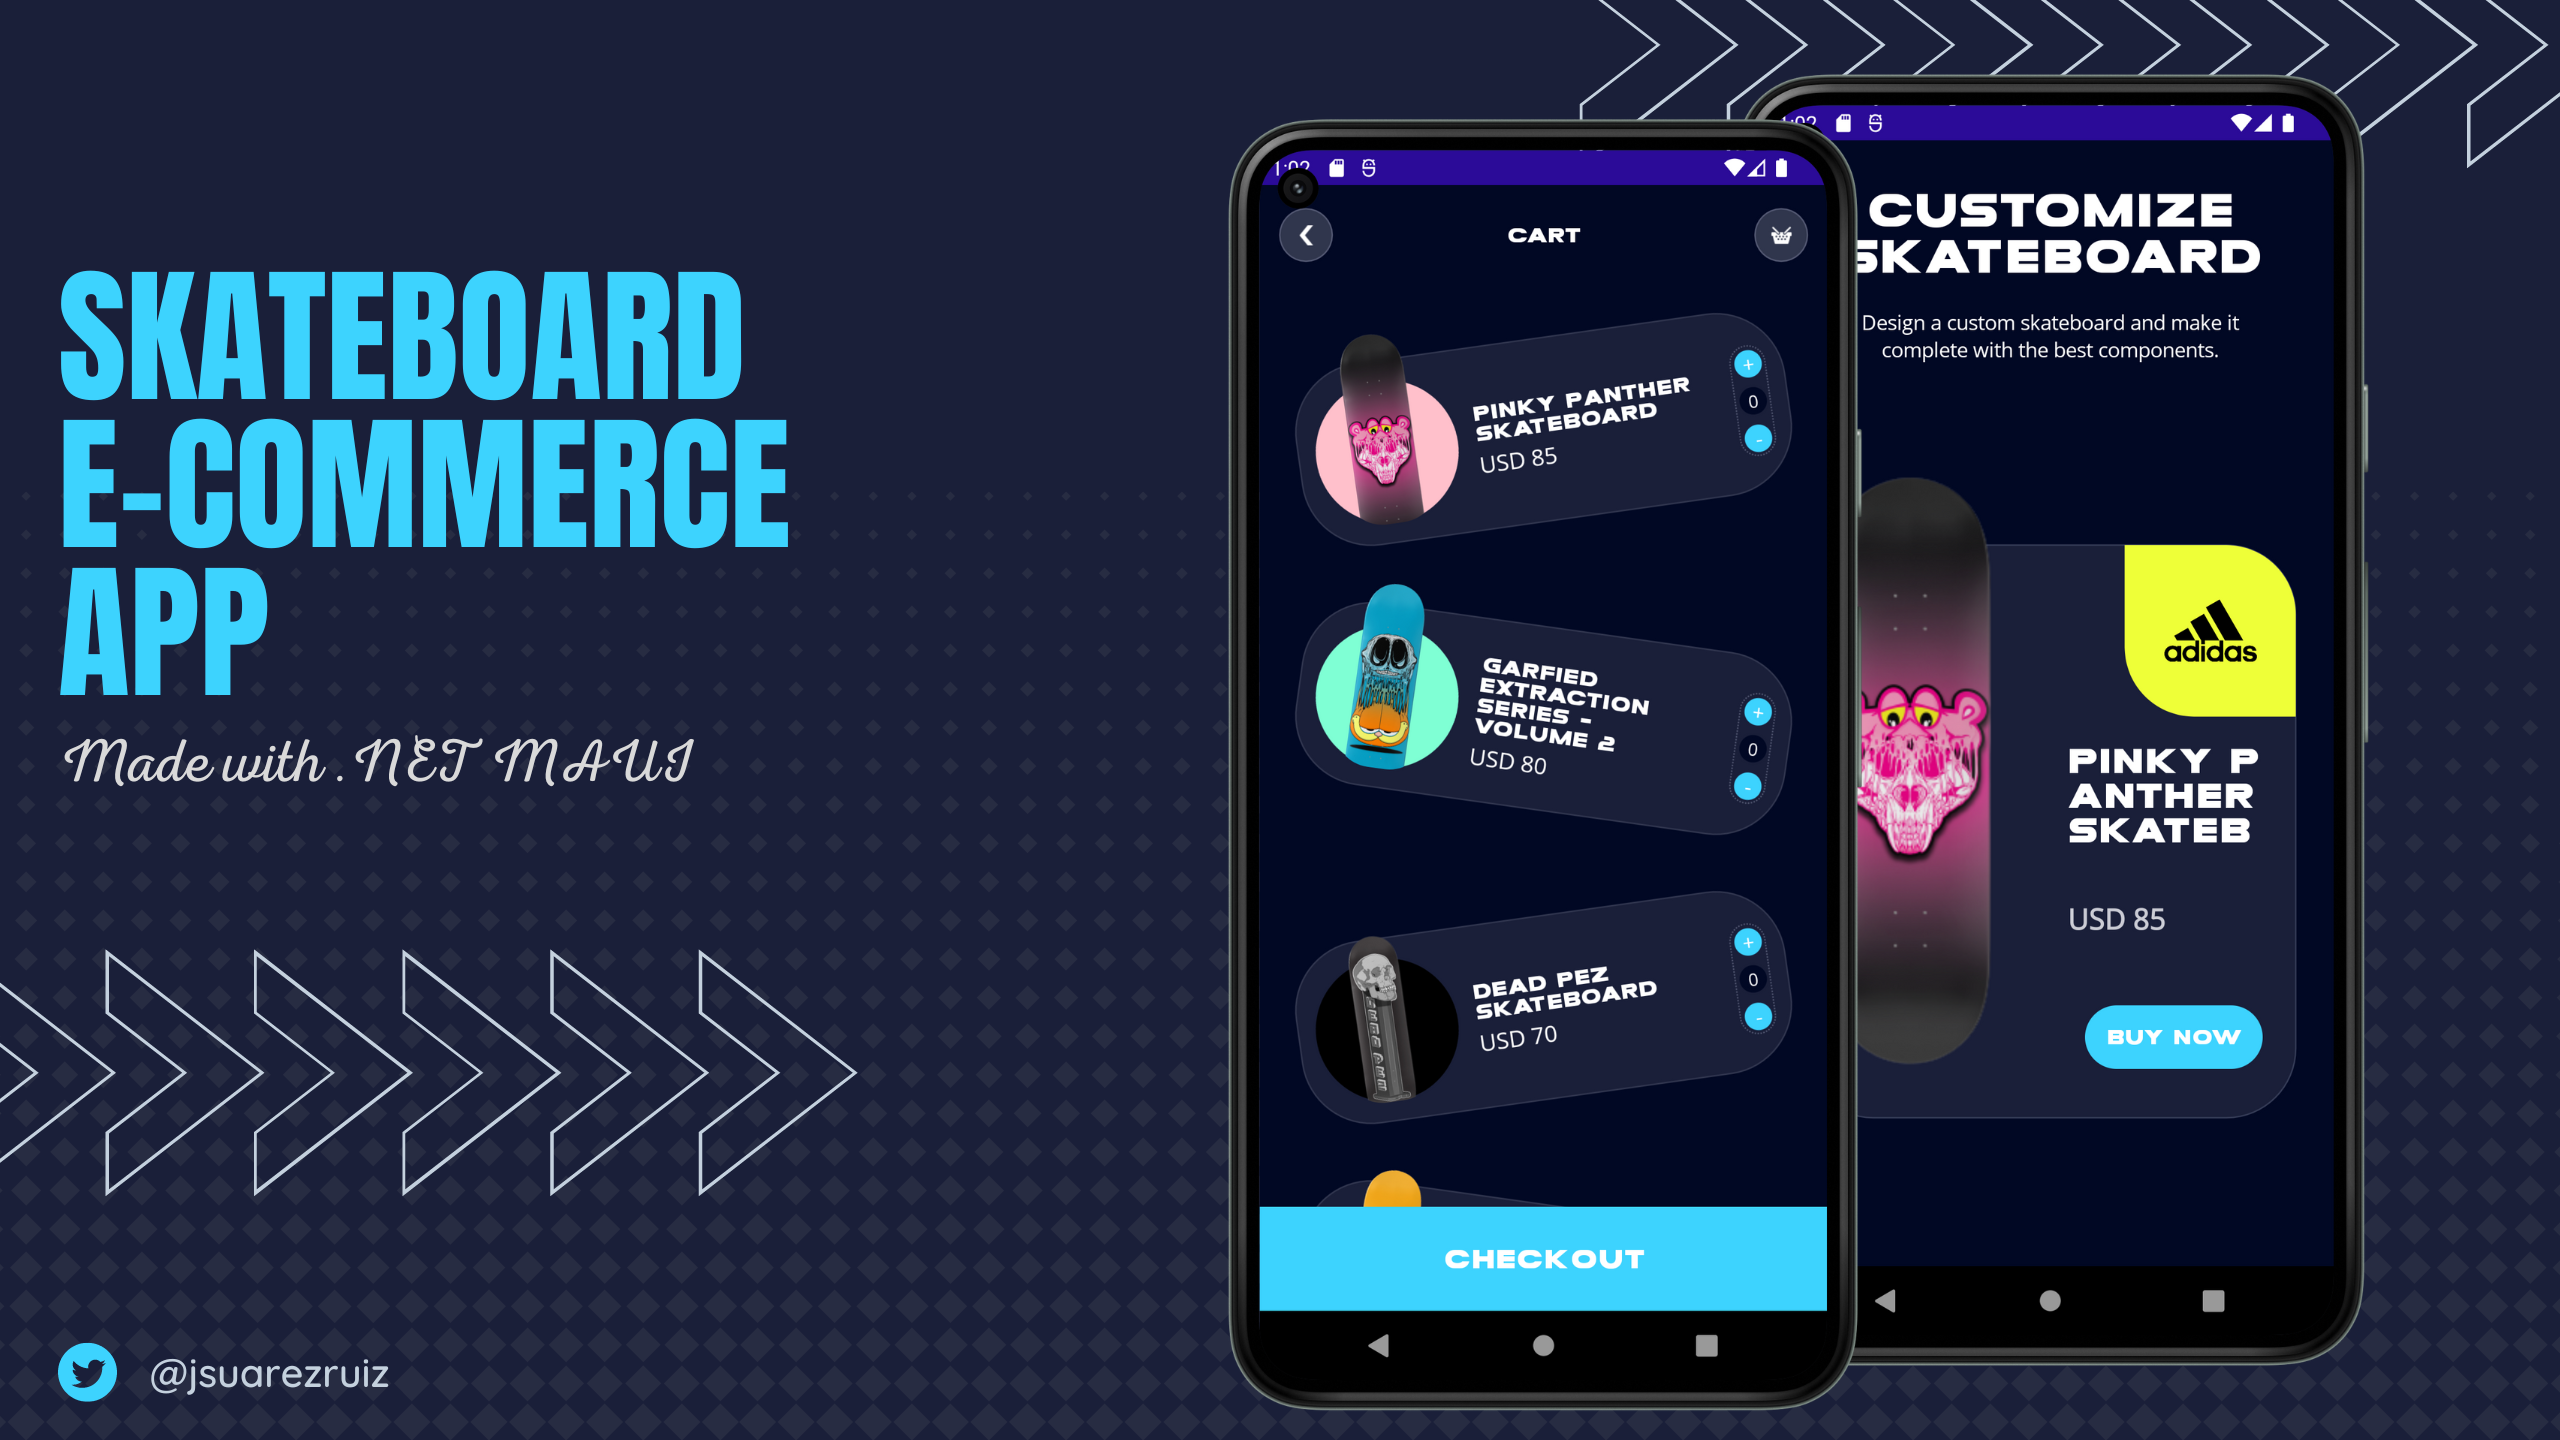 SKATEBOARD
E-COMMERCE
APP
Made with .NET MAUI
@jsuarezruiz
1:02
CART
PINKY PANTHER
SKATEBOARD
USD 85
+
0
-
GARFIED
EXTRACTION
SERIES -
VOLUME 2
USD 80
+
0
-
DEAD PEZ
SKATEBOARD
USD 70
+
0
-
CHECKOUT
1:02
CUSTOMIZE
SKATEBOARD
Design a custom skateboard and make it
complete with the best components.
adidas
PINKY P
ANTHER
SKATEB
USD 85
BUY NOW